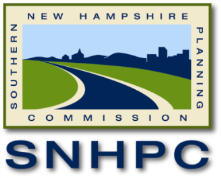 NEW HAMPSHIRE
SOUTHERN
PLANNING
COMMISSION
SNHPC